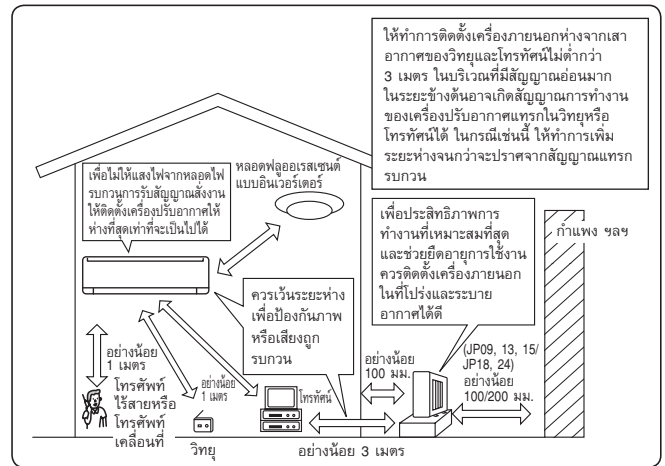 ให้ทำการติดตั้งเครื่องภายนอกห่างจากเสา
อากาศของวิทยุและโทรทัศน์ไม่ต่ำกว่า
3 เมตร ในบริเวณที่มีสัญญาณอ่อนมาก
ในระยะข้างต้นอาจเกิดสัญญาณการทำงาน
ของเครื่องปรับอากาศแทรกในวิทยุหรือ
โทรทัศน์ได้ ในกรณีเช่นนี้ ให้ทำการเพิ่ม
ระยะห่างจนกว่าจะปราศจากสัญญาณแทรก
รบกวน
เพื่อไม่ให้แสงไฟจากหลอดไฟ
รบกวนการรับสัญญาณสั่งงาน
ให้ติดตั้งเครื่องปรับอากาศให้
ห่างที่สุดเท่าที่จะเป็นไปได้
หลอดฟลูออเรสเซนต์
แบบอินเวอร์เตอร์
เพื่อประสิทธิภาพการ
ทำงานที่เหมาะสมที่สุด
และช่วยยืดอายุการใช้งาน
ควรติดตั้งเครื่องภายนอก
ในที่โปร่งและระบาย
อากาศได้ดี
กำแพง ฯลฯ
ควรเว้นระยะห่าง
เพื่อป้องกันภาพ
หรือเสียงถูก
รบกวน
อย่างน้อย
1 เมตร
โทรศัพท์
ไร้สายหรือ
โทรศัพท์
เคลื่อนที่
อย่างน้อย
1 เมตร
วิทยุ
โทรทัศน์
อย่างน้อย 3 เมตร
อย่างน้อย
100 มม.
(JP09, 13, 15/
JP18, 24)
อย่างน้อย
100/200 มม.